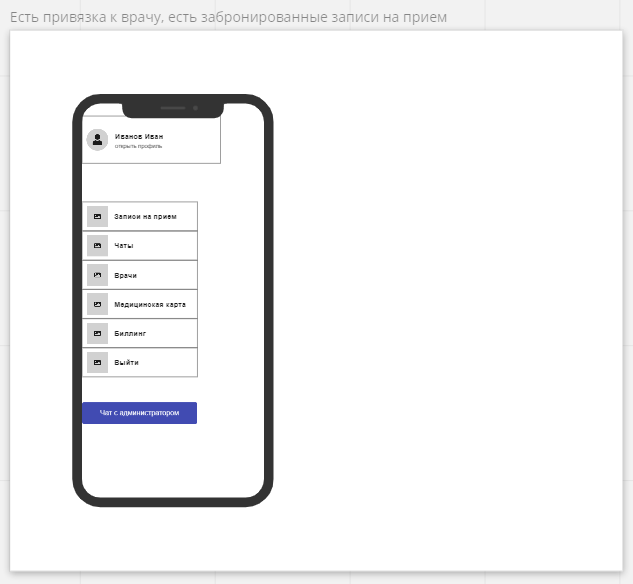 Есть привязка к врачу, есть забронированные записи на прием
Иванов Иван
открыть профиль
Записи на прием
Чаты
Врачи
Медицинская карта
Биллинг
Выйти
Чат с администратором